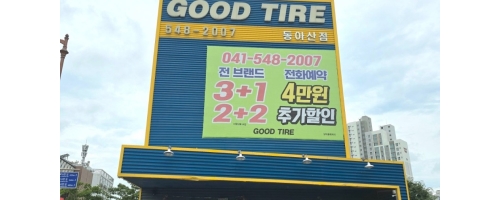 GOOD TIRE
548-2007 동아산점
041-548-2007
전 브랜드 전화예약
3+1 4만원
2+2 추가할인
GOOD TIRE